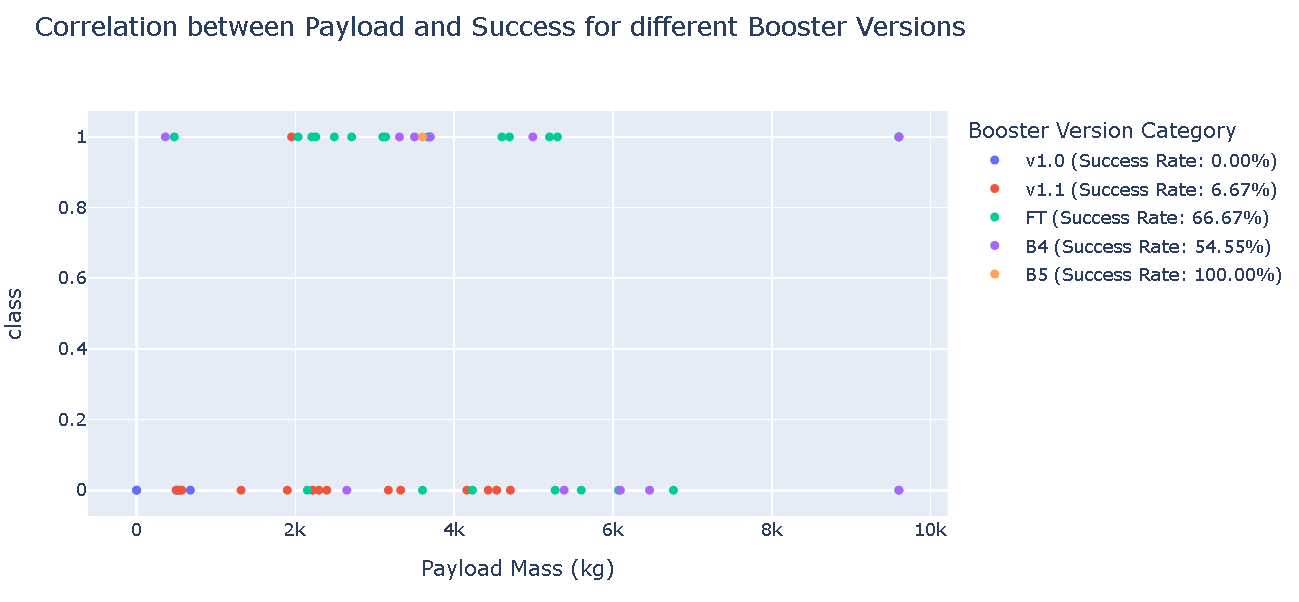 Correlation between Payload and Success for different Booster Versions
Booster Version Category
v1.0 (Success Rate: 0.00%)
v1.1 (Success Rate: 6.67%)
FT (Success Rate: 66.67%)
B4 (Success Rate: 54.55%)
B5 (Success Rate: 100.00%)
class
1
0.8
0.6
0.4
0.2
0
0 2k 4k 6k 8k 10k
Payload Mass (kg)